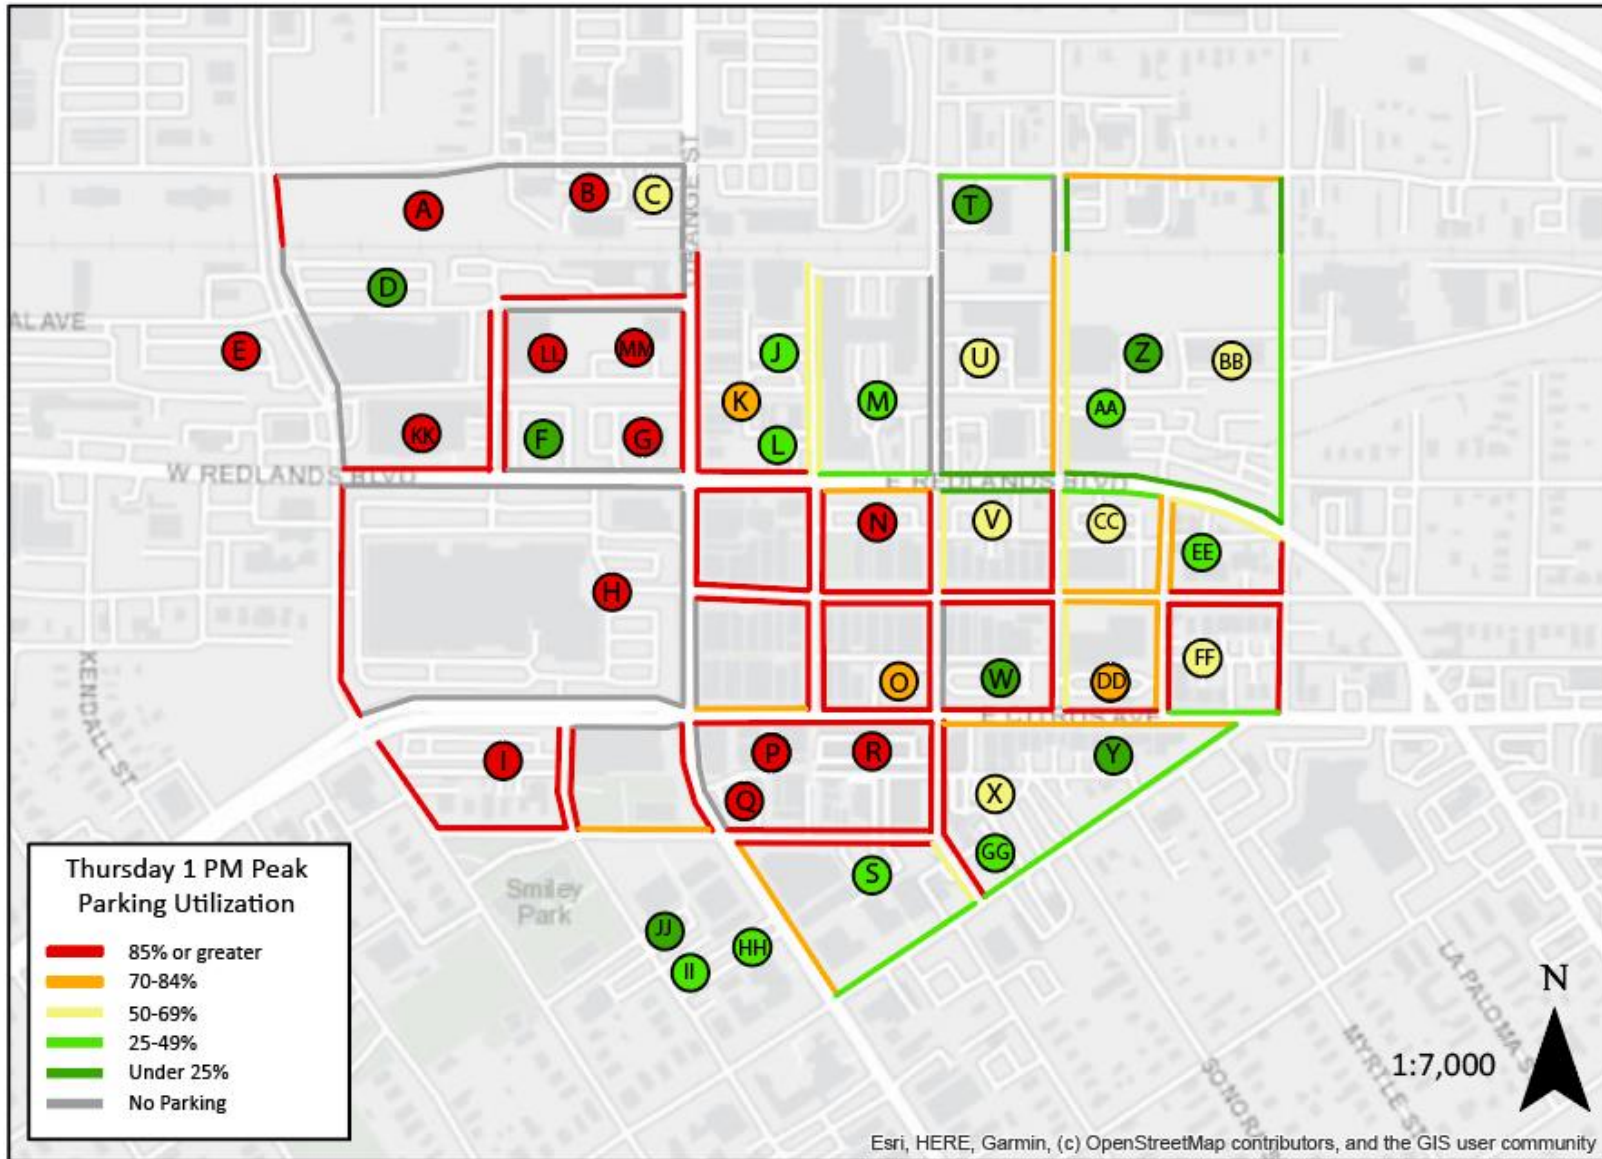 ORANGE ST
B
C
A
T
D
AL AVE
E
LL
MM
J
U
Z
BB
K
M
AA
KK
F
G
L
W REDLANDS BLVD
E REDLANDS BLVD
N
V
CC
EE
H
FF
O
W
DD
E CITRUS AVE
KENDALL ST
I
P
R
Y
Q
X
GG
S
Smiley
Park
JJ
HH
II
Thursday 1 PM Peak
Parking Utilization
85% or greater
70-84%
50-69%
25-49%
Under 25%
No Parking
LA PALOMA S
MYRTLE ST
SONOR
N
1:7,000
Esri, HERE, Garmin, (c) OpenStreetMap contributors, and the GIS user community